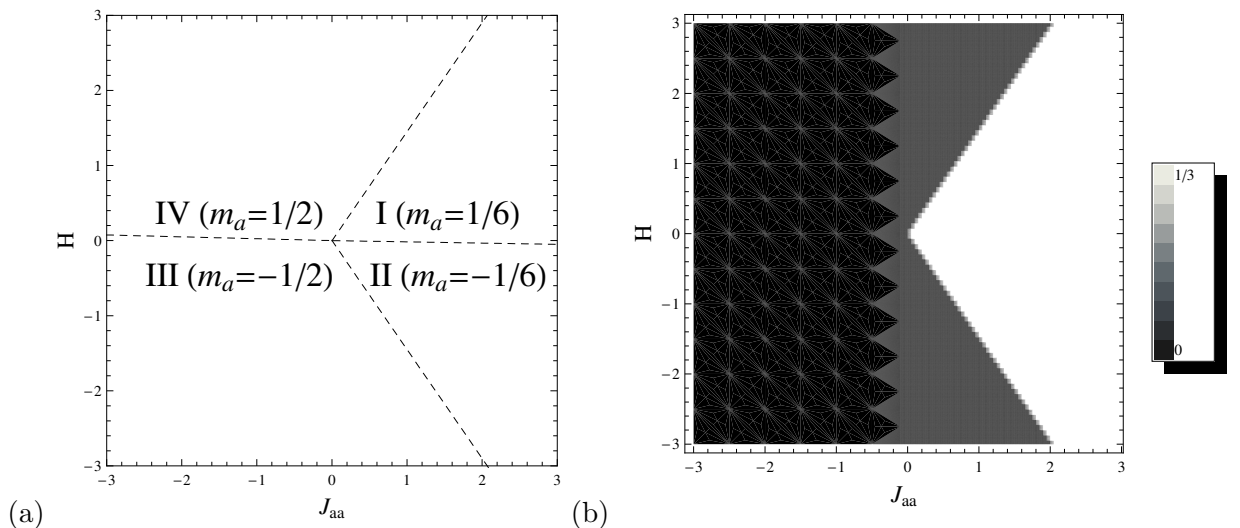 3
2
1
0
−1
−2
−3
−3 −2 −1 0 1 2 3
H
J_aa
IV (m_a=1/2)
I (m_a=1/6)
III (m_a=−1/2)
II (m_a=−1/6)
(a)
3
2
1
0
−1
−2
−3
−3 −2 −1 0 1 2 3
H
J_aa
(b)
1/3
0